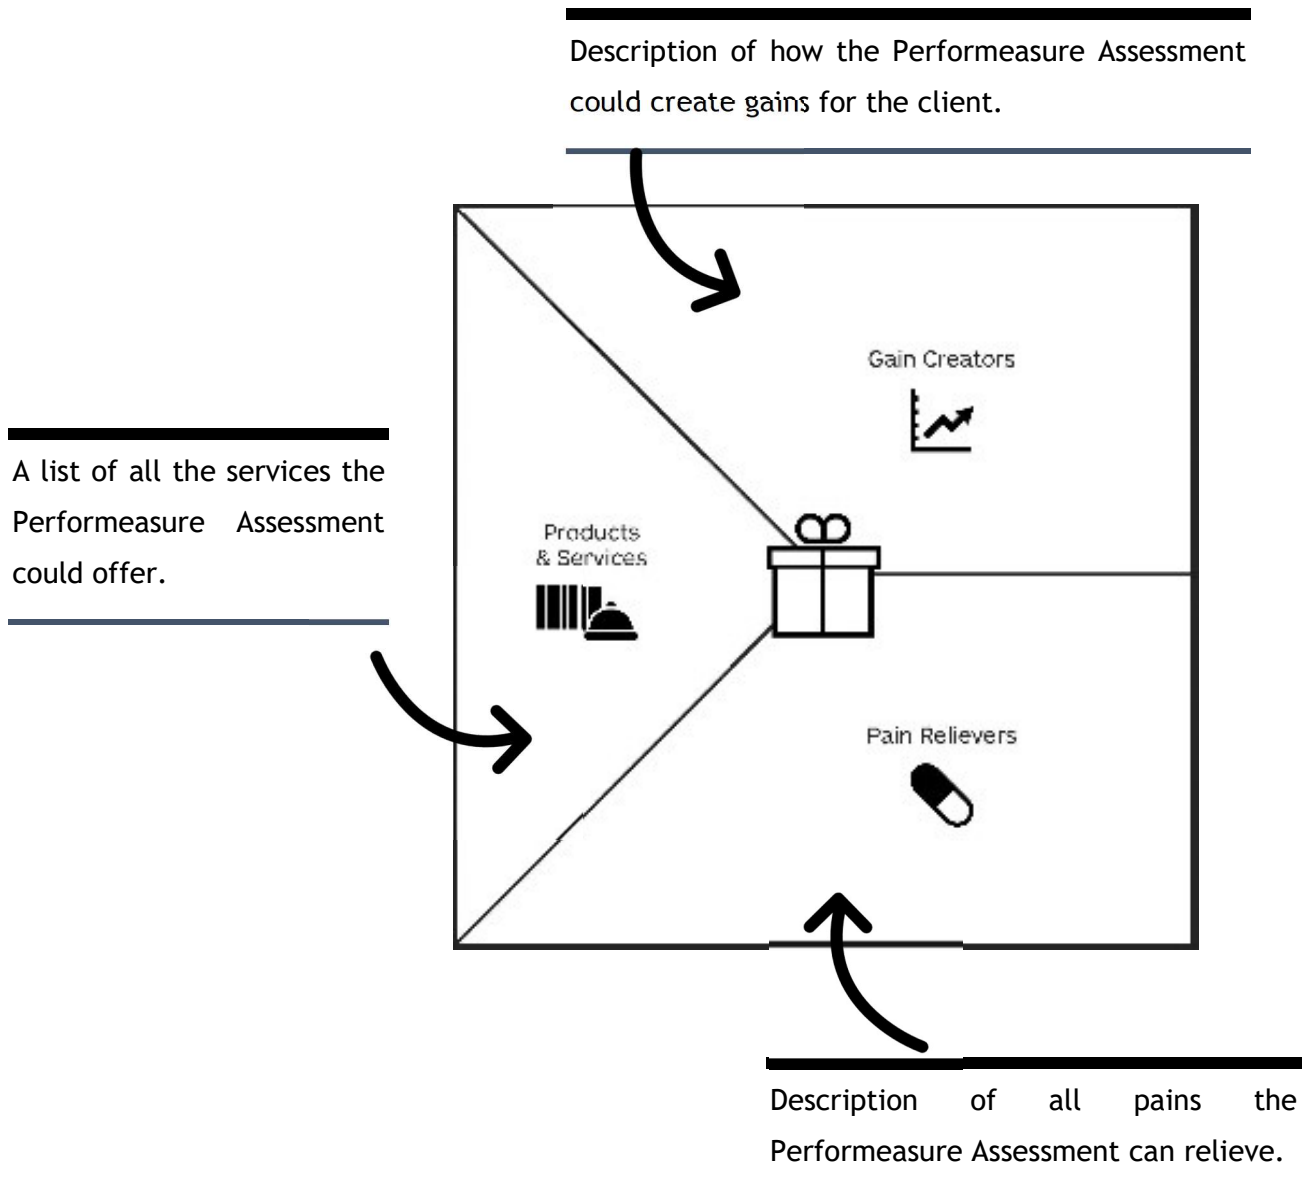 Description of how the Performeasure Assessment
could create gains for the client.
Gain Creators
A list of all the services the
Performeasure Assessment
could offer.
Products
& Services
Pain Relievers
Description of all pains the
Performeasure Assessment can relieve.